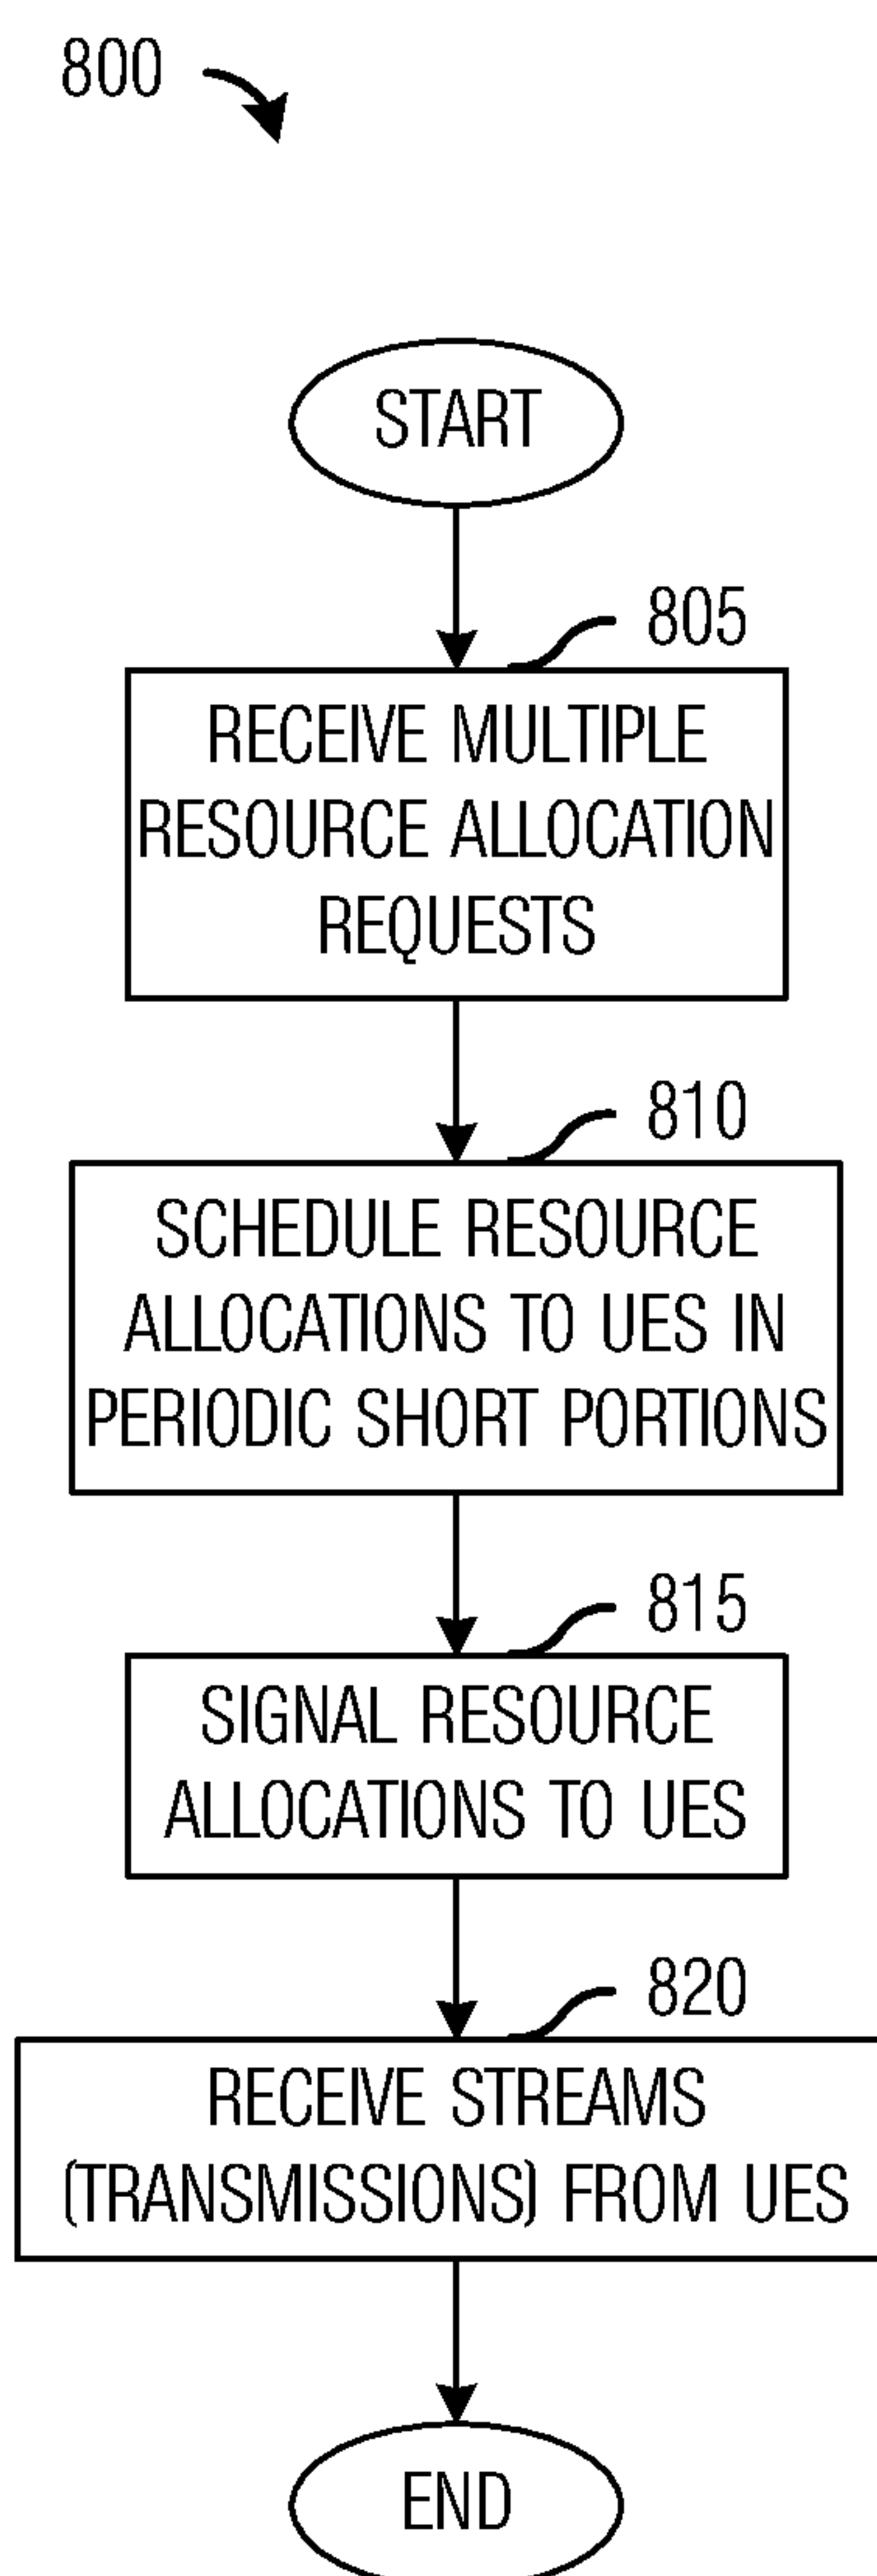 800
START
805
RECEIVE MULTIPLE
RESOURCE ALLOCATION
REQUESTS
810
SCHEDULE RESOURCE
ALLOCATIONS TO UES IN
PERIODIC SHORT PORTIONS
815
SIGNAL RESOURCE
ALLOCATIONS TO UES
820
RECEIVE STREAMS
(TRANSMISSIONS) FROM UES
END